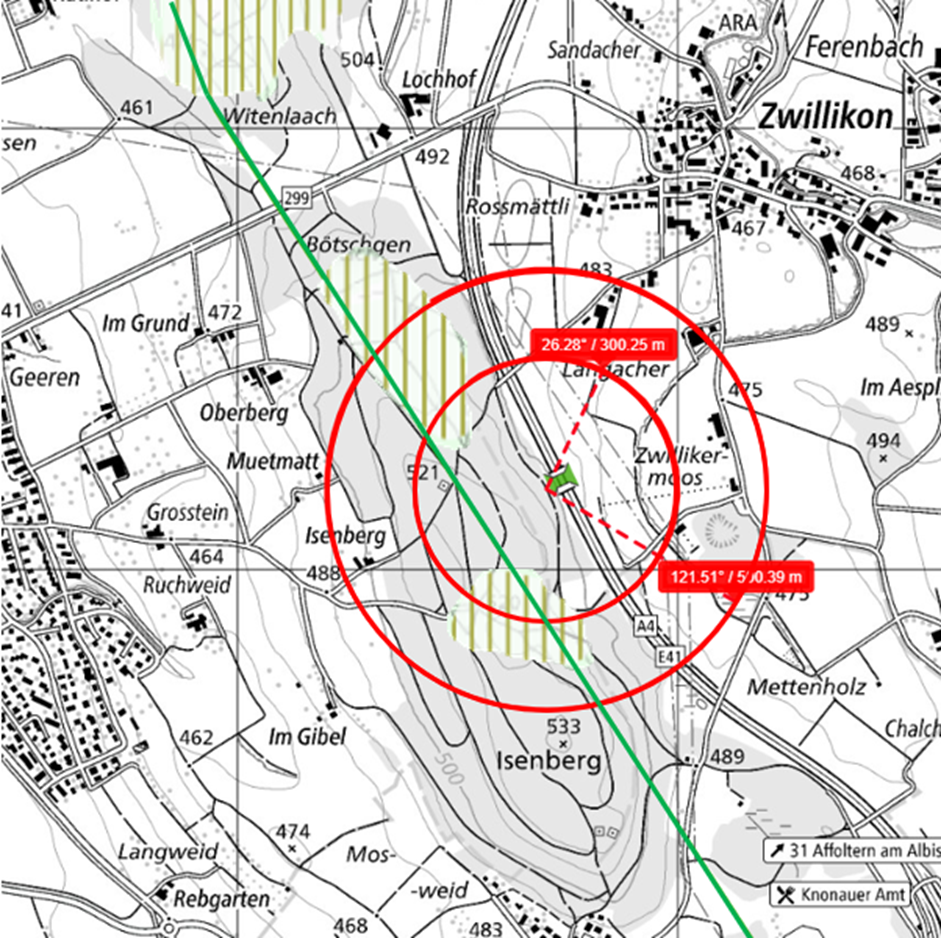 504
ARA
Sandacher
Ferenbach
Lochhof
461
Witenlaach
Zwillikon
sen
492
468
299
Rossmättli
467
Bötschgen
483
41
Im Grund
472
489
26.28° / 300.25 m
Langacher
Geeren
475
Im Aespl
Oberberg
494
Muetmatt
521
Zwilliker-
moos
Grosstein
Isenberg
464
488
121.51° / 500.39 m
Ruchweid
475
A4
E41
Mettenholz
533
Chalch
462
Im Gibel
Isenberg
489
500
474
Langweid
Mos-
31 Affoltern am Albis
-weid
Knonauer Amt
Rebgarten
468
483